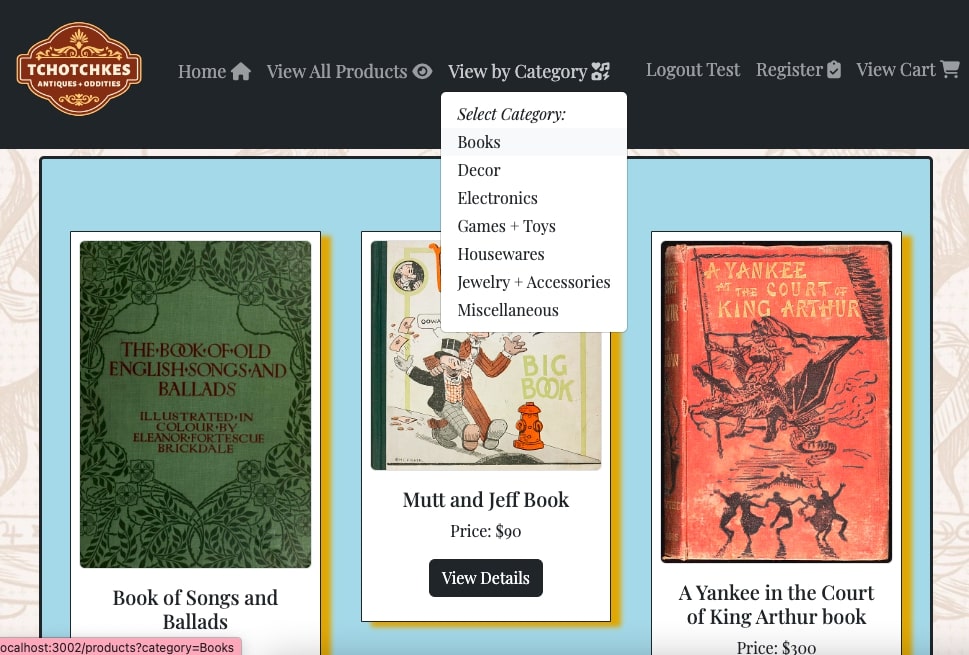 TCHOTCHKES
ANTIQUES + ODDITIES
Home
View All Products
View by Category
Logout Test
Register
View Cart
Select Category:
Books
Decor
Electronics
Games + Toys
Housewares
Jewelry + Accessories
Miscellaneous
THE·BOOK·OF·OLD
ENGLISH·SONGS·AND
BALLADS
ILLUSTRATED·IN
COLOUR·BY
ELEANOR·FORTESCUE
BRICKDALE
Book of Songs and
Ballads
BIG
BOOK
Mutt and Jeff Book
Price: $90
View Details
A YANKEE
AT THE COURT OF
KING ARTHUR
A Yankee in the Court
of King Arthur book
Price: $300
ocalhost:3002/products?category=Books